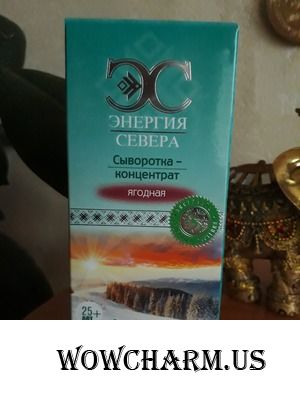 ЭС
ЭНЕРГИЯ
СЕВЕРА
Сыворотка –
концентрат
ягодная
25+
WOWCHARM.US